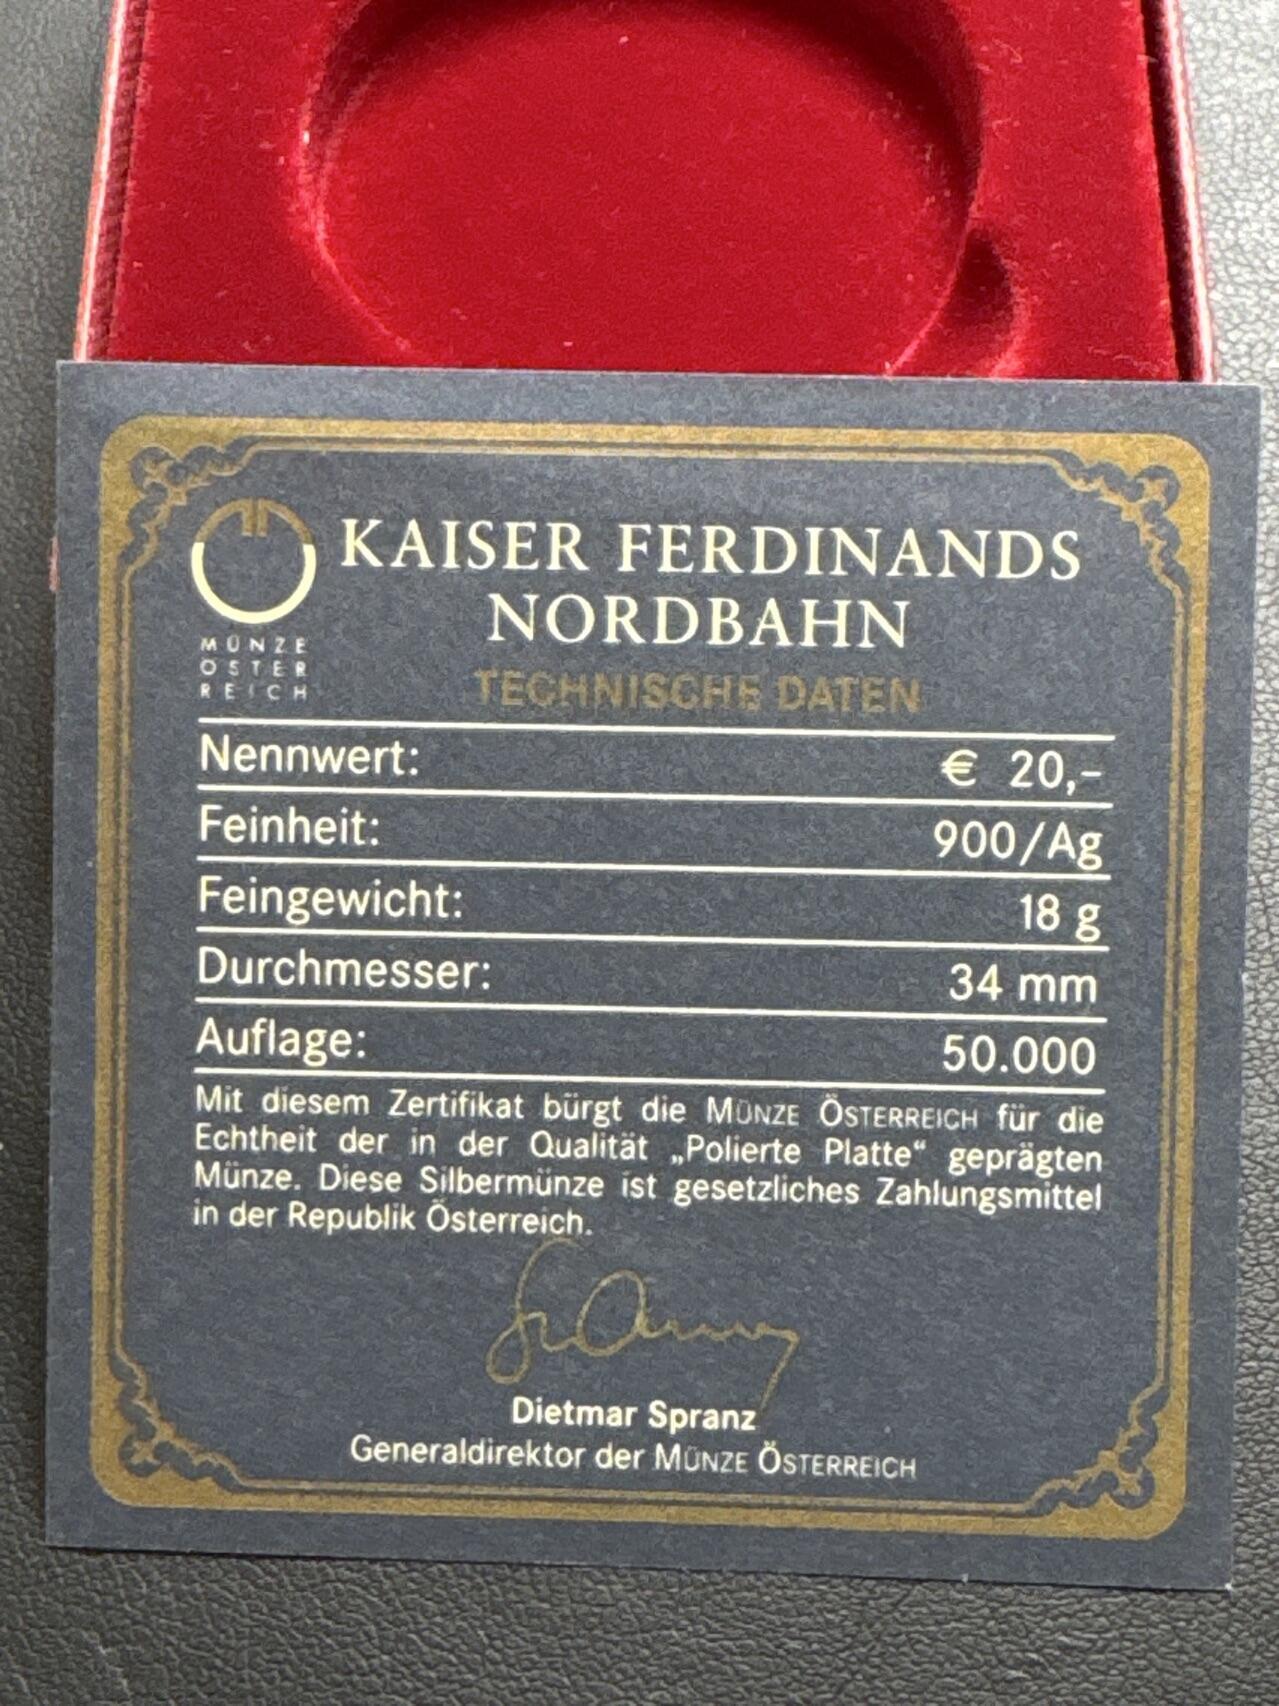 MÜNZE
ÖSTER
REICH
KAISER FERDINANDS
NORDBAHN
TECHNISCHE DATEN
Nennwert: € 20,–
Feinheit: 900/Ag
Feingewicht: 18 g
Durchmesser: 34 mm
Auflage: 50.000
Mit diesem Zertifikat bürgt die MÜNZE ÖSTERREICH für die
Echtheit der in der Qualität „Polierte Platte“ geprägten
Münze. Diese Silbermünze ist gesetzliches Zahlungsmittel
in der Republik Österreich.
Dietmar Spranz
Generaldirektor der MÜNZE ÖSTERREICH